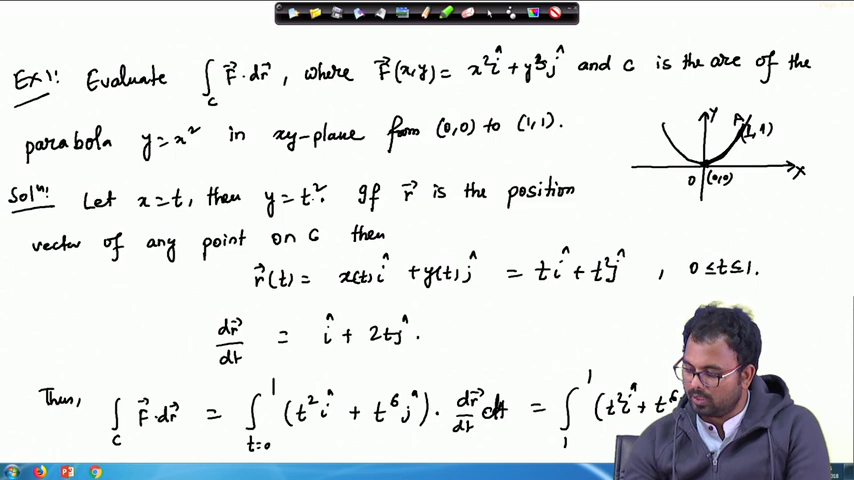 Ex 1: Evaluate ∫_C F⃗·dr⃗, where F⃗(x,y) = x²î + y³ĵ and C is the arc of the
parabola y = x² in xy-plane from (0,0) to (1,1).
Y
A
(1,1)
O (0,0) X
Solⁿ: Let x = t, then y = t². If r⃗ is the position
vector of any point on C then
r⃗(t) = x(t)î + y(t)ĵ = tî + t²ĵ, 0 ≤ t ≤ 1.
dr⃗/dt = î + 2tĵ.
Thus, ∫_C F⃗·dr⃗ = ∫_{t=0}^{1} (t²î + t⁶ĵ) · dr⃗/dt dt = ∫_1^1 (t²î + t⁶